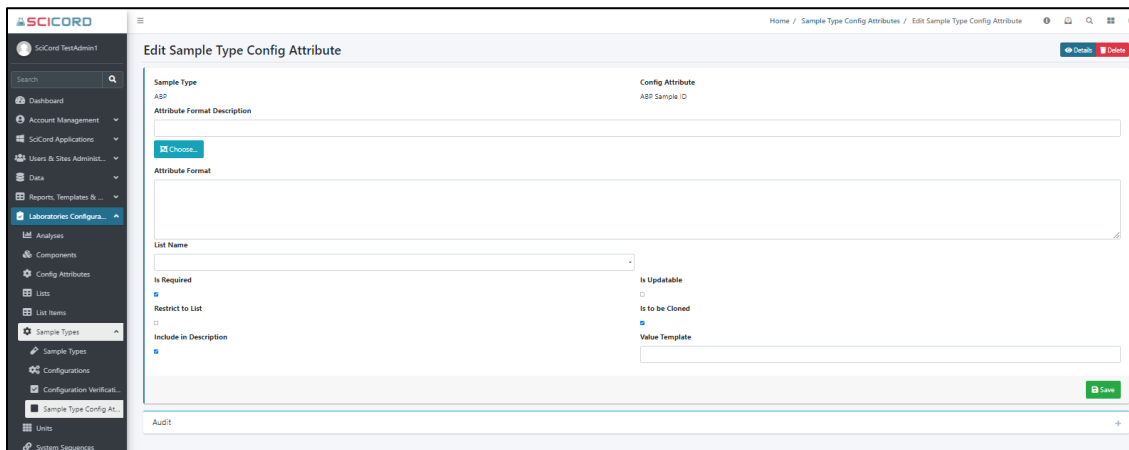 SCICORD
Home / Sample Type Config Attributes / Edit Sample Type Config Attribute
SciCord TestAdmin1
Edit Sample Type Config Attribute
Details
Delete
Search
Dashboard
Account Management
SciCord Applications
Users & Sites Administ...
Data
Reports, Templates & ...
Laboratories Configura...
Analyses
Components
Config Attributes
Lists
List Items
Sample Types
Sample Types
Configurations
Configuration Verificati...
Sample Type Config At...
Units
System Sequences
Sample Type
Config Attribute
ABP
ABP Sample ID
Attribute Format Description
Choose...
Attribute Format
List Name
Is Required
Is Updatable
Restrict to List
Is to be Cloned
Include in Description
Value Template
Save
Audit